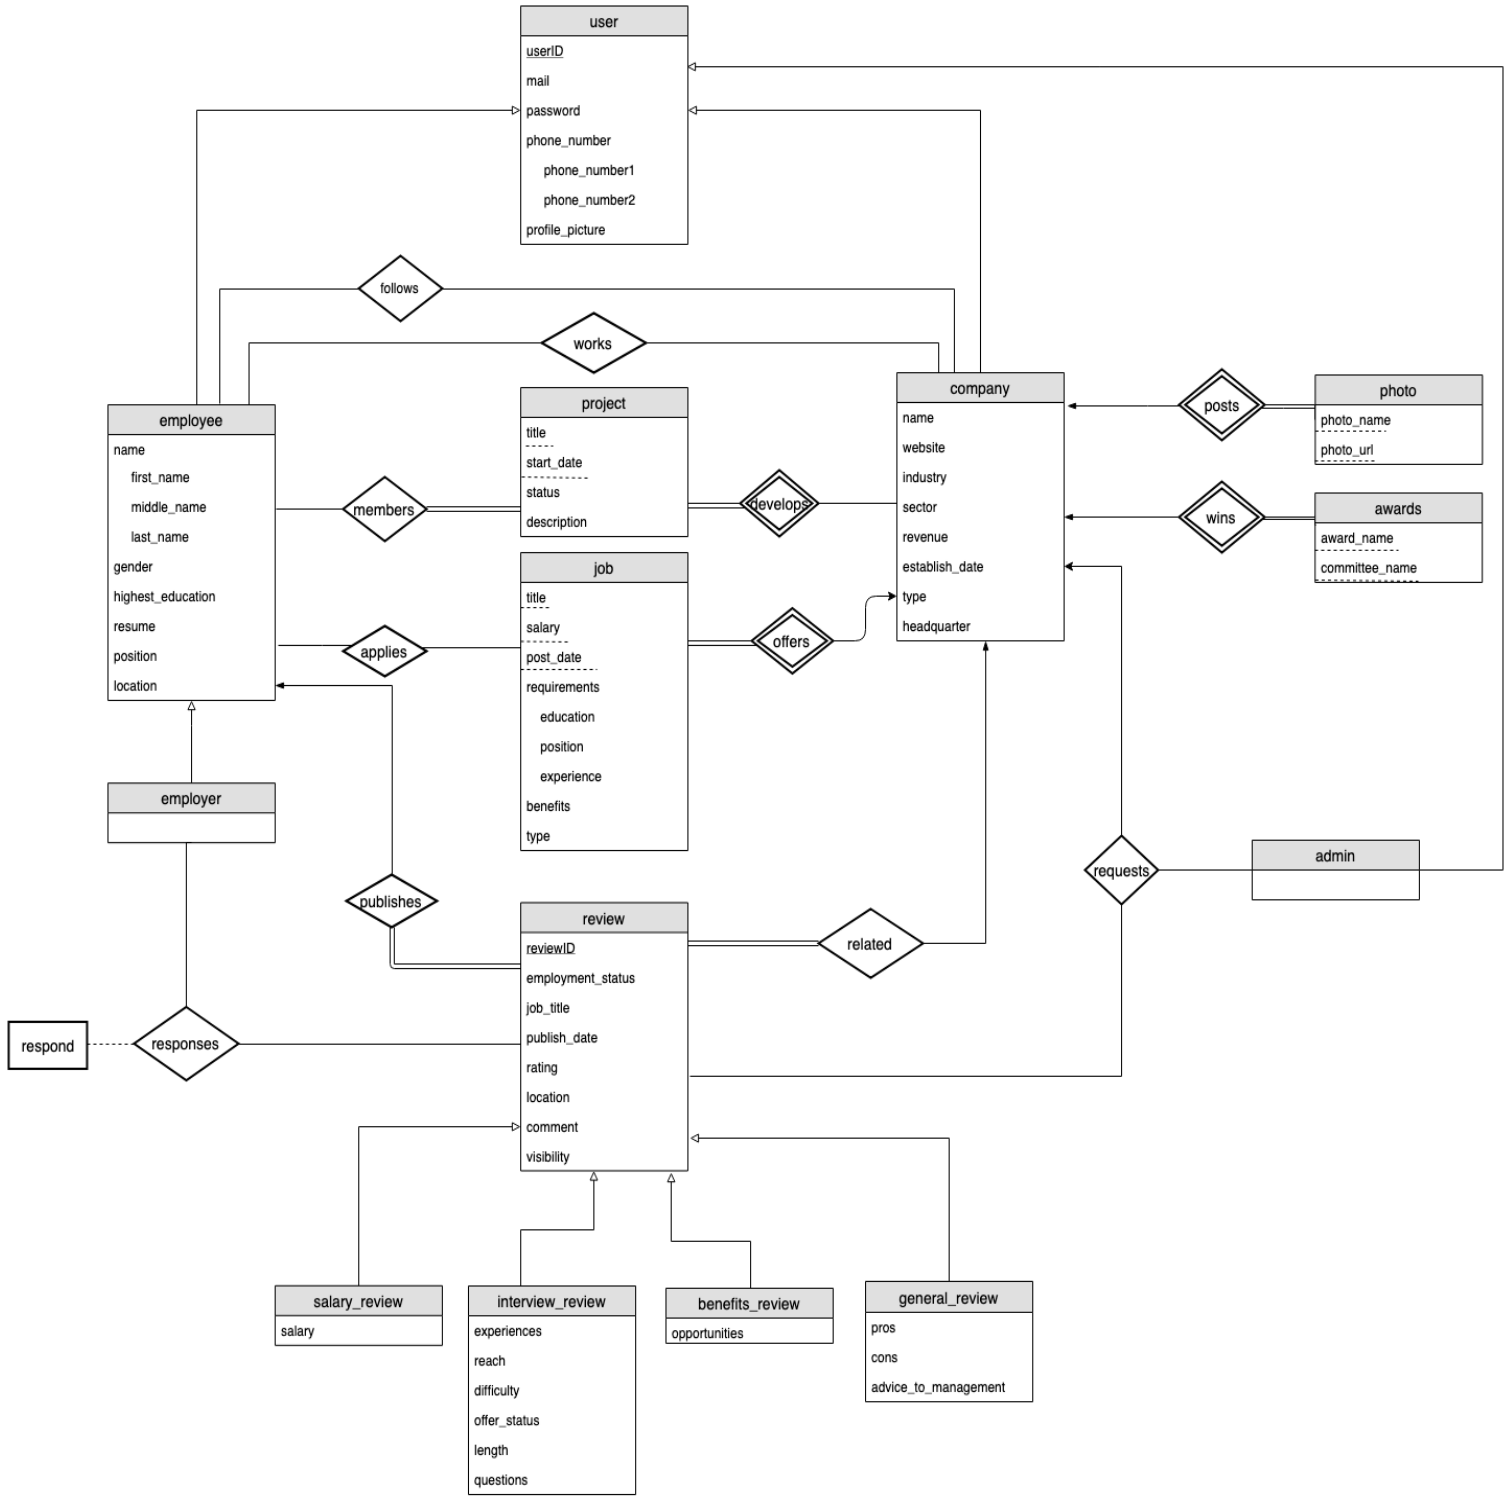 user
userID
mail
password
phone_number
phone_number1
phone_number2
profile_picture
follows
works
employee
name
first_name
middle_name
last_name
gender
highest_education
resume
position
location
members
applies
project
title
start_date
status
description
develops
job
title
salary
post_date
requirements
education
position
experience
benefits
type
offers
company
name
website
industry
sector
revenue
establish_date
type
headquarter
posts
photo
photo_name
photo_url
wins
awards
award_name
committee_name
employer
publishes
requests
admin
review
reviewID
employment_status
job_title
publish_date
rating
location
comment
visibility
related
respond
responses
salary_review
salary
interview_review
experiences
reach
difficulty
offer_status
length
questions
benefits_review
opportunities
general_review
pros
cons
advice_to_management